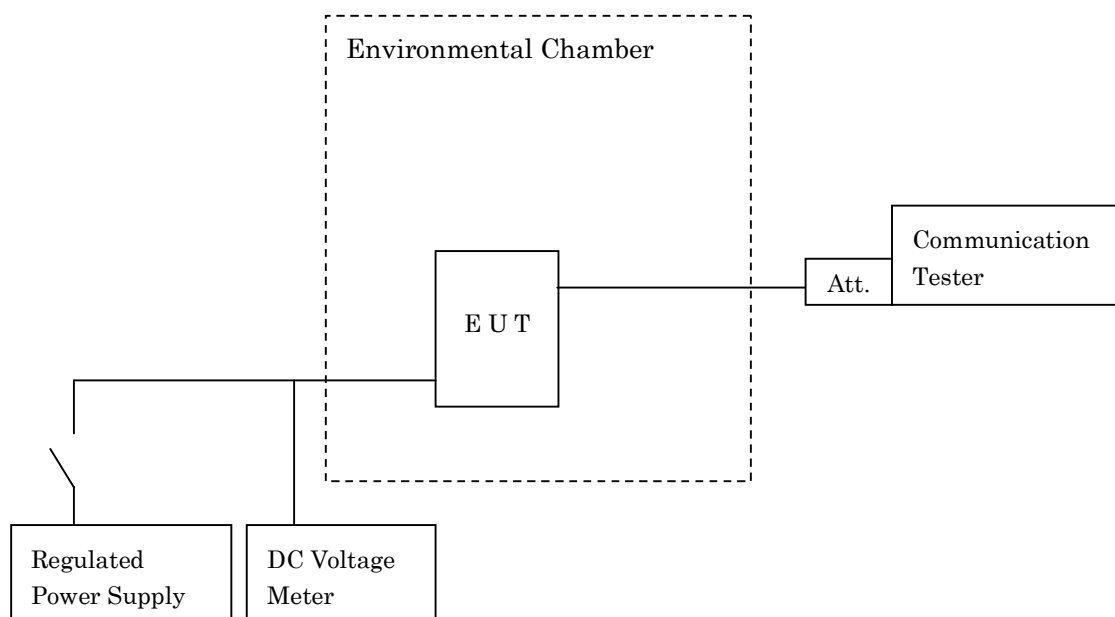 Environmental Chamber
Communication
Tester
Att.
E U T
Regulated
Power Supply
DC Voltage
Meter